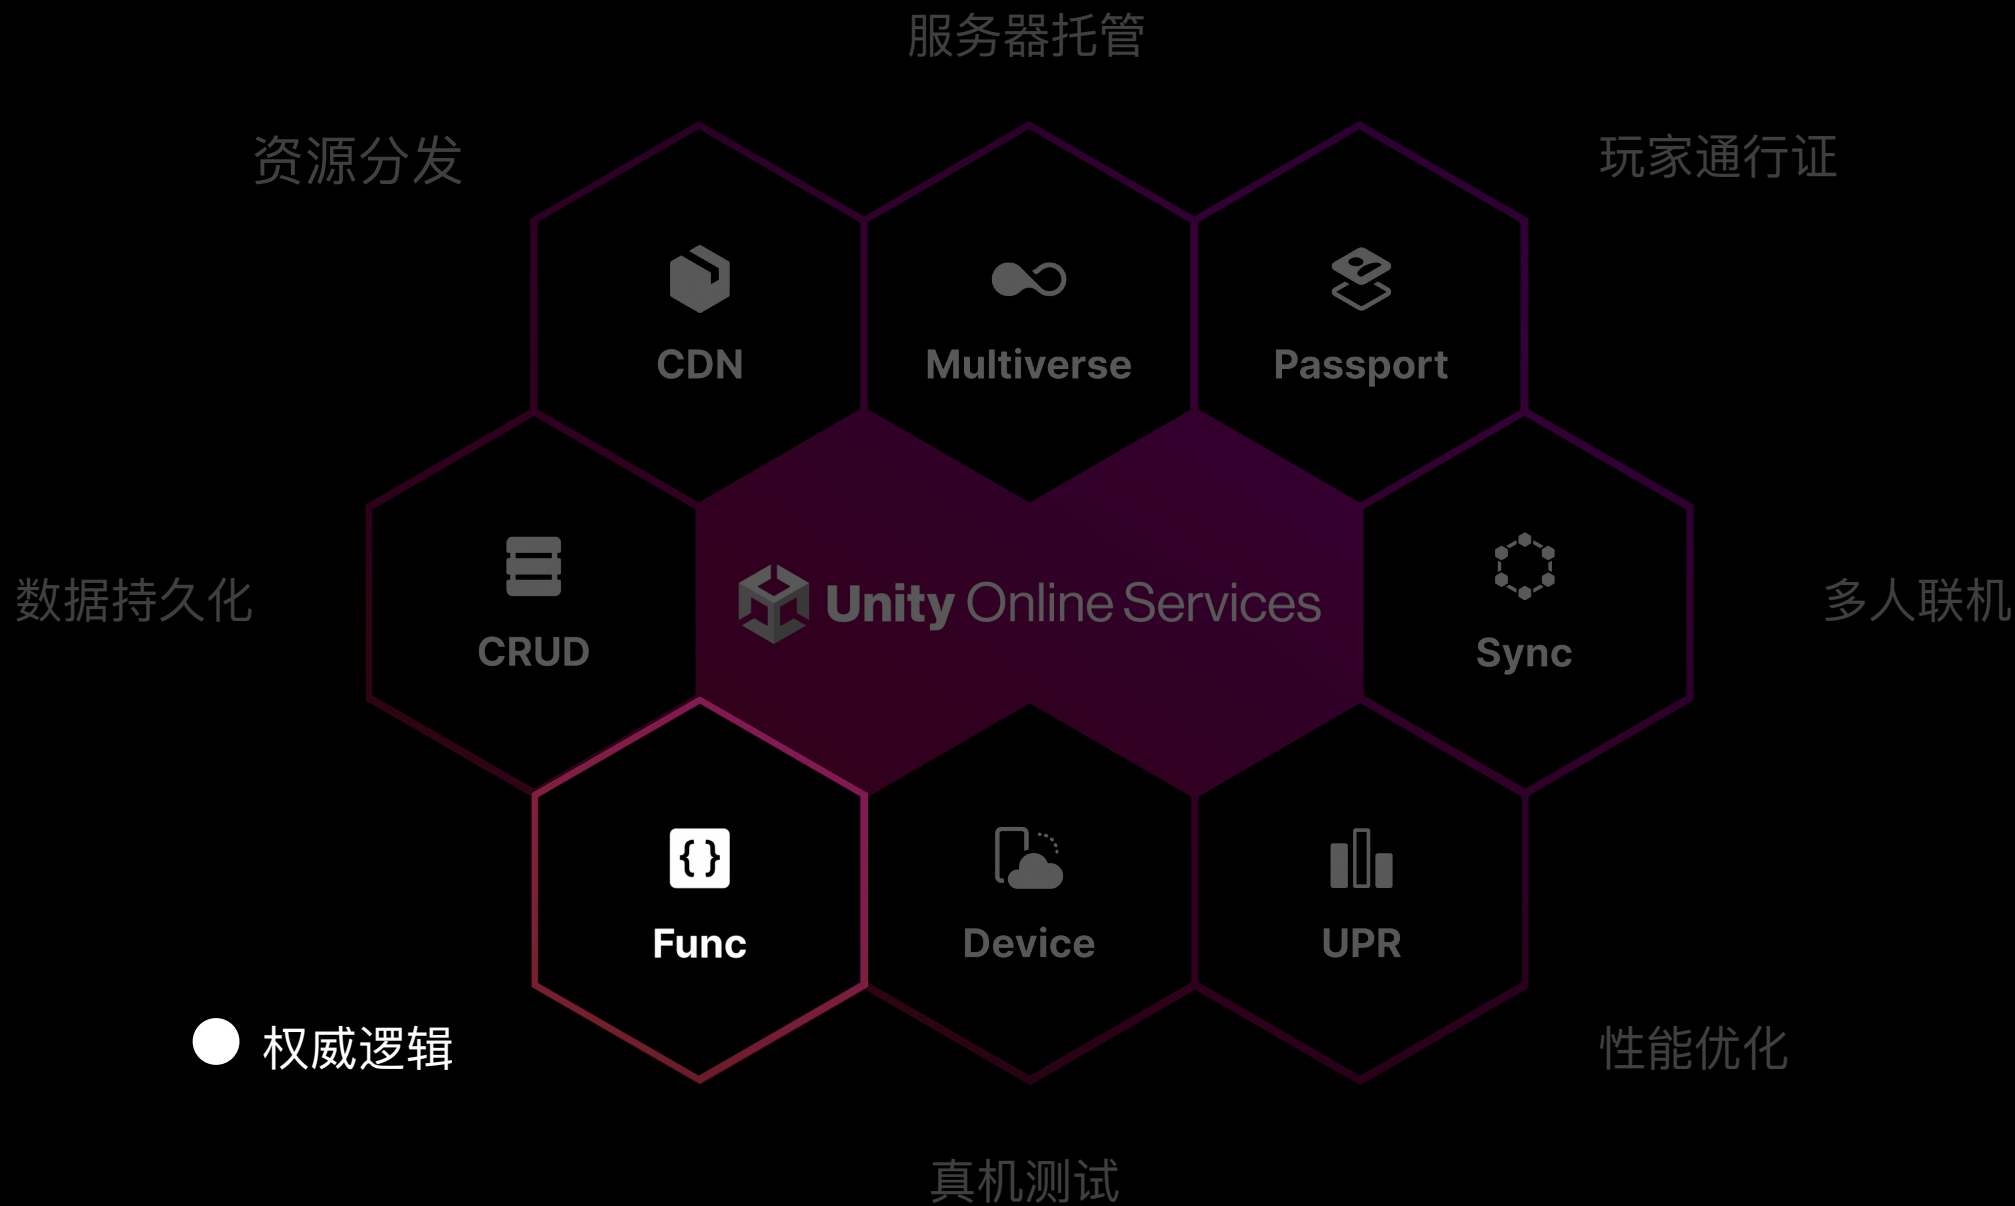 服务器托管
资源分发
玩家通行证
CDN
Multiverse
Passport
数据持久化
CRUD
Unity Online Services
Sync
多人联机
{ }
Func
Device
UPR
权威逻辑
性能优化
真机测试